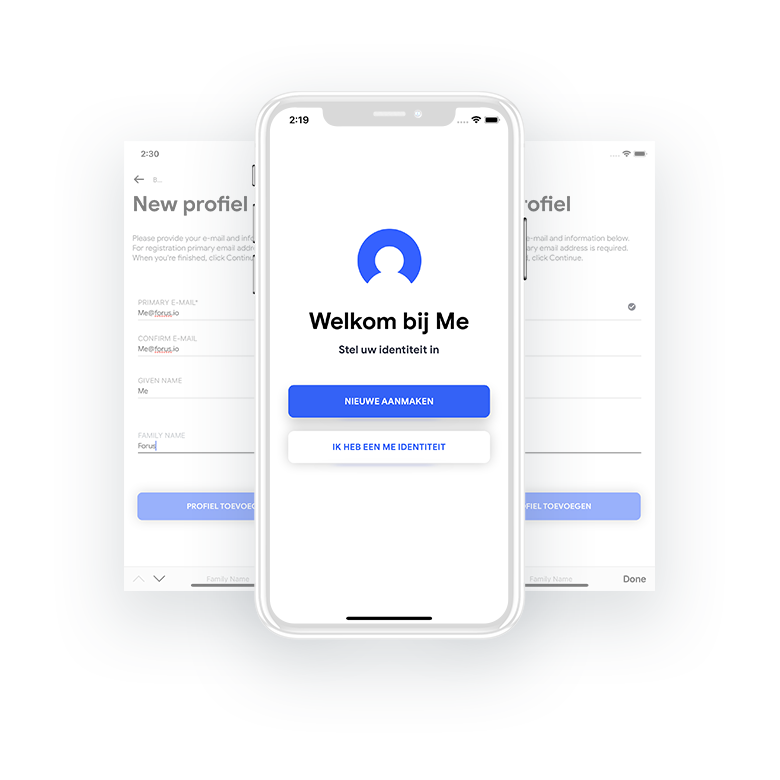 2:19
Welkom bij Me
Stel uw identiteit in
NIEUWE AANMAKEN
IK HEB EEN ME IDENTITEIT
2:30
B...
New profiel
Please provide your e-mail and info
For registration primary email addre
When you're finished, click Continu
PRIMARY E-MAIL*
Me@forus.io
CONFIRM E-MAIL
Me@forus.io
GIVEN NAME
Me
FAMILY NAME
Forus
PROFIEL TOEVOEG
Family Name
ofiel
e-mail and information below.
primary email address is required.
d, click Continue.
FIEL TOEVOEGEN
Family Name
Done